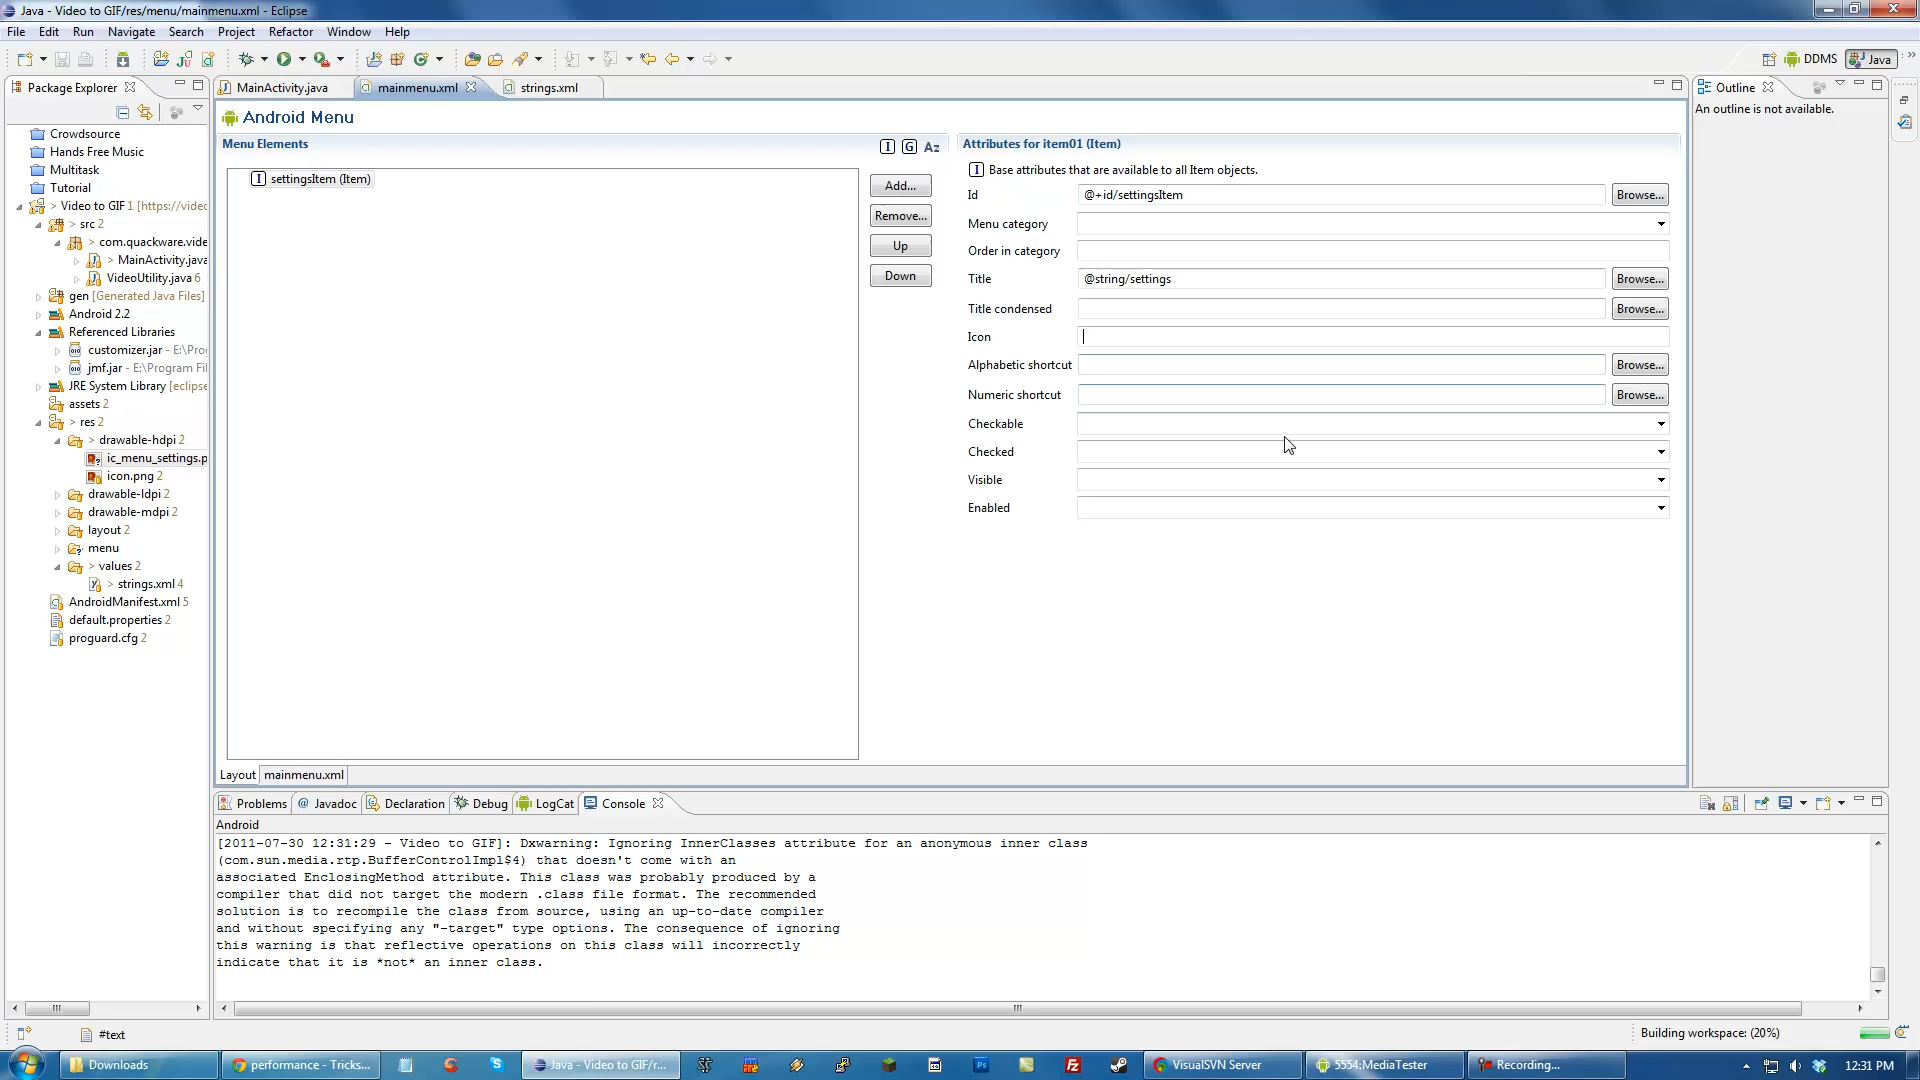 Java - Video to GIF/res/menu/mainmenu.xml - Eclipse
File Edit Run Navigate Search Project Refactor Window Help
DDMS Java
Package Explorer
MainActivity.java mainmenu.xml strings.xml
Outline
An outline is not available.
Crowdsource
Hands Free Music
Multitask
Tutorial
> Video to GIF 1 [https://videc
> src 2
> com.quackware.vide
> MainActivity.java
VideoUtility.java 6
gen [Generated Java Files]
Android 2.2
Referenced Libraries
customizer.jar - E:\Pro
jmf.jar - E:\Program Fil
JRE System Library [eclipse
assets 2
> res 2
> drawable-hdpi 2
ic_menu_settings.p
icon.png 2
drawable-ldpi 2
drawable-mdpi 2
layout 2
menu
> values 2
> strings.xml 4
AndroidManifest.xml 5
default.properties 2
proguard.cfg 2
Android Menu
Menu Elements
I G Az
I settingsItem (Item)
Add...
Remove...
Up
Down
Attributes for item01 (Item)
I Base attributes that are available to all Item objects.
Id @+id/settingsItem Browse...
Menu category
Order in category
Title @string/settings Browse...
Title condensed Browse...
Icon
Alphabetic shortcut Browse...
Numeric shortcut Browse...
Checkable
Checked
Visible
Enabled
Layout mainmenu.xml
Problems @ Javadoc Declaration Debug LogCat Console
Android
[2011-07-30 12:31:29 - Video to GIF]: Dxwarning: Ignoring InnerClasses attribute for an anonymous inner class
(com.sun.media.rtp.BufferControlImpl$4) that doesn't come with an
associated EnclosingMethod attribute. This class was probably produced by a
compiler that did not target the modern .class file format. The recommended
solution is to recompile the class from source, using an up-to-date compiler
and without specifying any "-target" type options. The consequence of ignoring
this warning is that reflective operations on this class will incorrectly
indicate that it is *not* an inner class.
#text
Building workspace: (20%)
Downloads performance - Tricks... Java - Video to GIF/r... VisualSVN Server 5554:MediaTester Recording... 12:31 PM